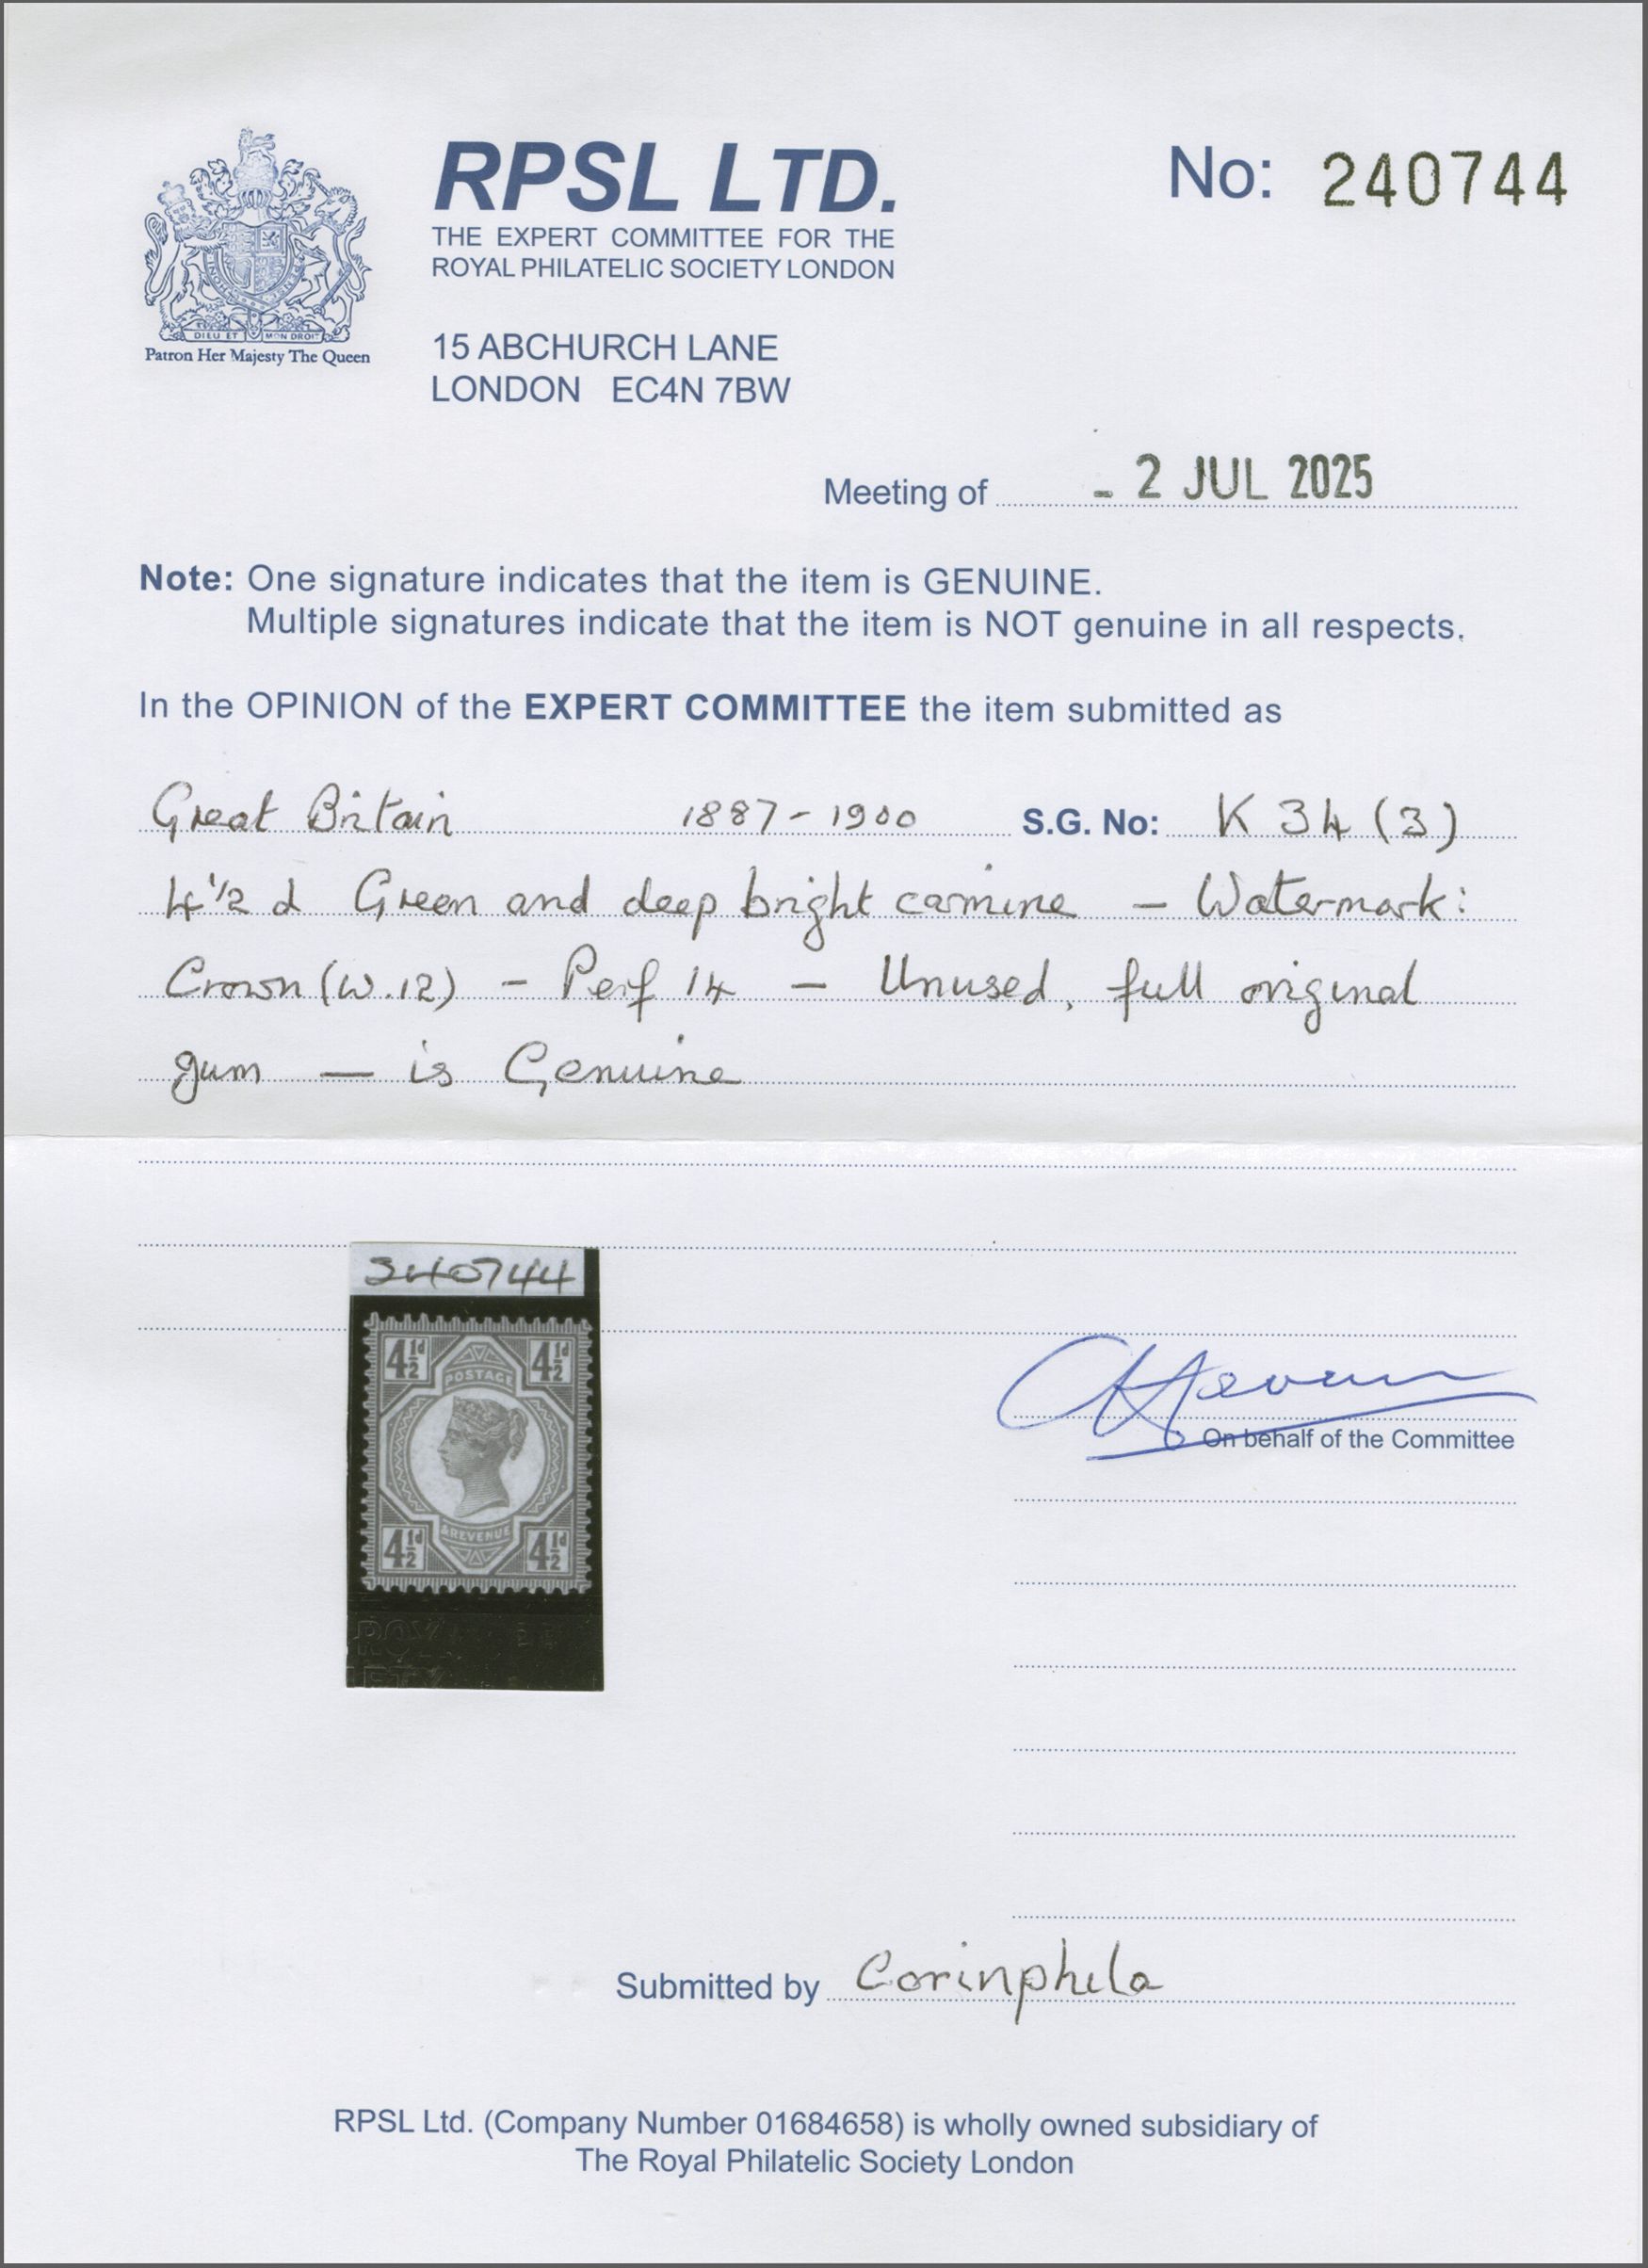 RPSL LTD.
THE EXPERT COMMITTEE FOR THE
ROYAL PHILATELIC SOCIETY LONDON
15 ABCHURCH LANE
LONDON EC4N 7BW
No: 240744
DIEU ET MON DROIT
Patron Her Majesty The Queen
Meeting of - 2 JUL 2025
Note: One signature indicates that the item is GENUINE.
Multiple signatures indicate that the item is NOT genuine in all respects.
In the OPINION of the EXPERT COMMITTEE the item submitted as
Great Britain 1887-1900 S.G. No: K 34 (3)
4 1/2 d Green and deep bright carmine - Watermark:
Crown (W.12) - Perf 14 - Unused, full original
gum - is Genuine
240744
4½d 4½d
POSTAGE
&REVENUE
4½d 4½d
On behalf of the Committee
Submitted by Corinphila
RPSL Ltd. (Company Number 01684658) is wholly owned subsidiary of
The Royal Philatelic Society London